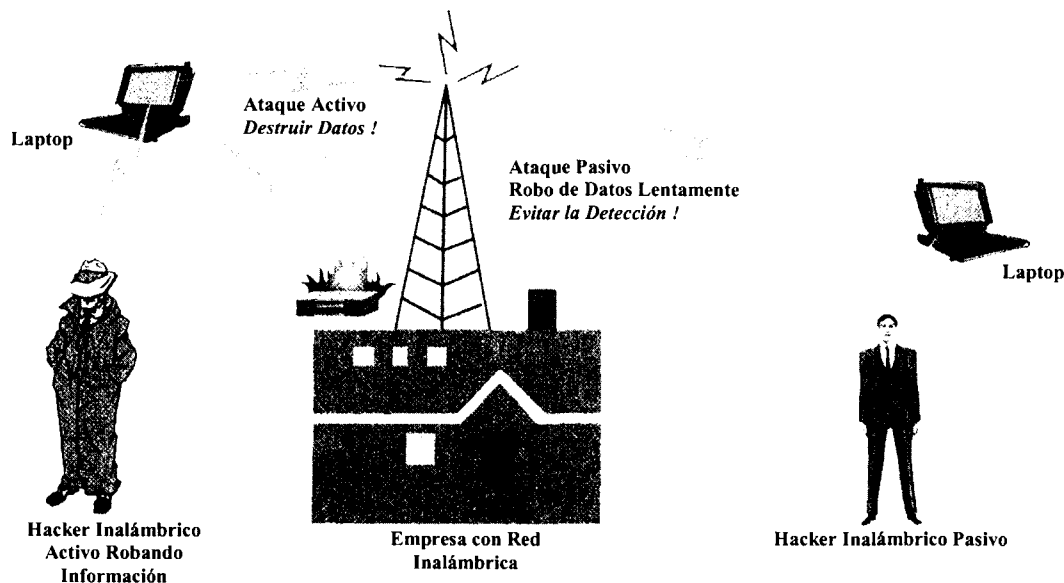 Laptop
Ataque Activo
Destruir Datos !
Ataque Pasivo
Robo de Datos Lentamente
Evitar la Detección !
Laptop
Hacker Inalámbrico
Activo Robando
Información
Empresa con Red
Inalámbrica
Hacker Inalámbrico Pasivo